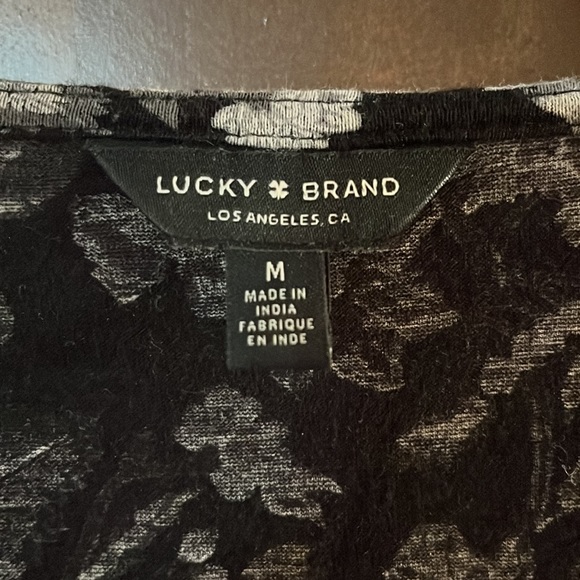 LUCKY BRAND
LOS ANGELES, CA
M
MADE IN
INDIA
FABRIQUE
EN INDE